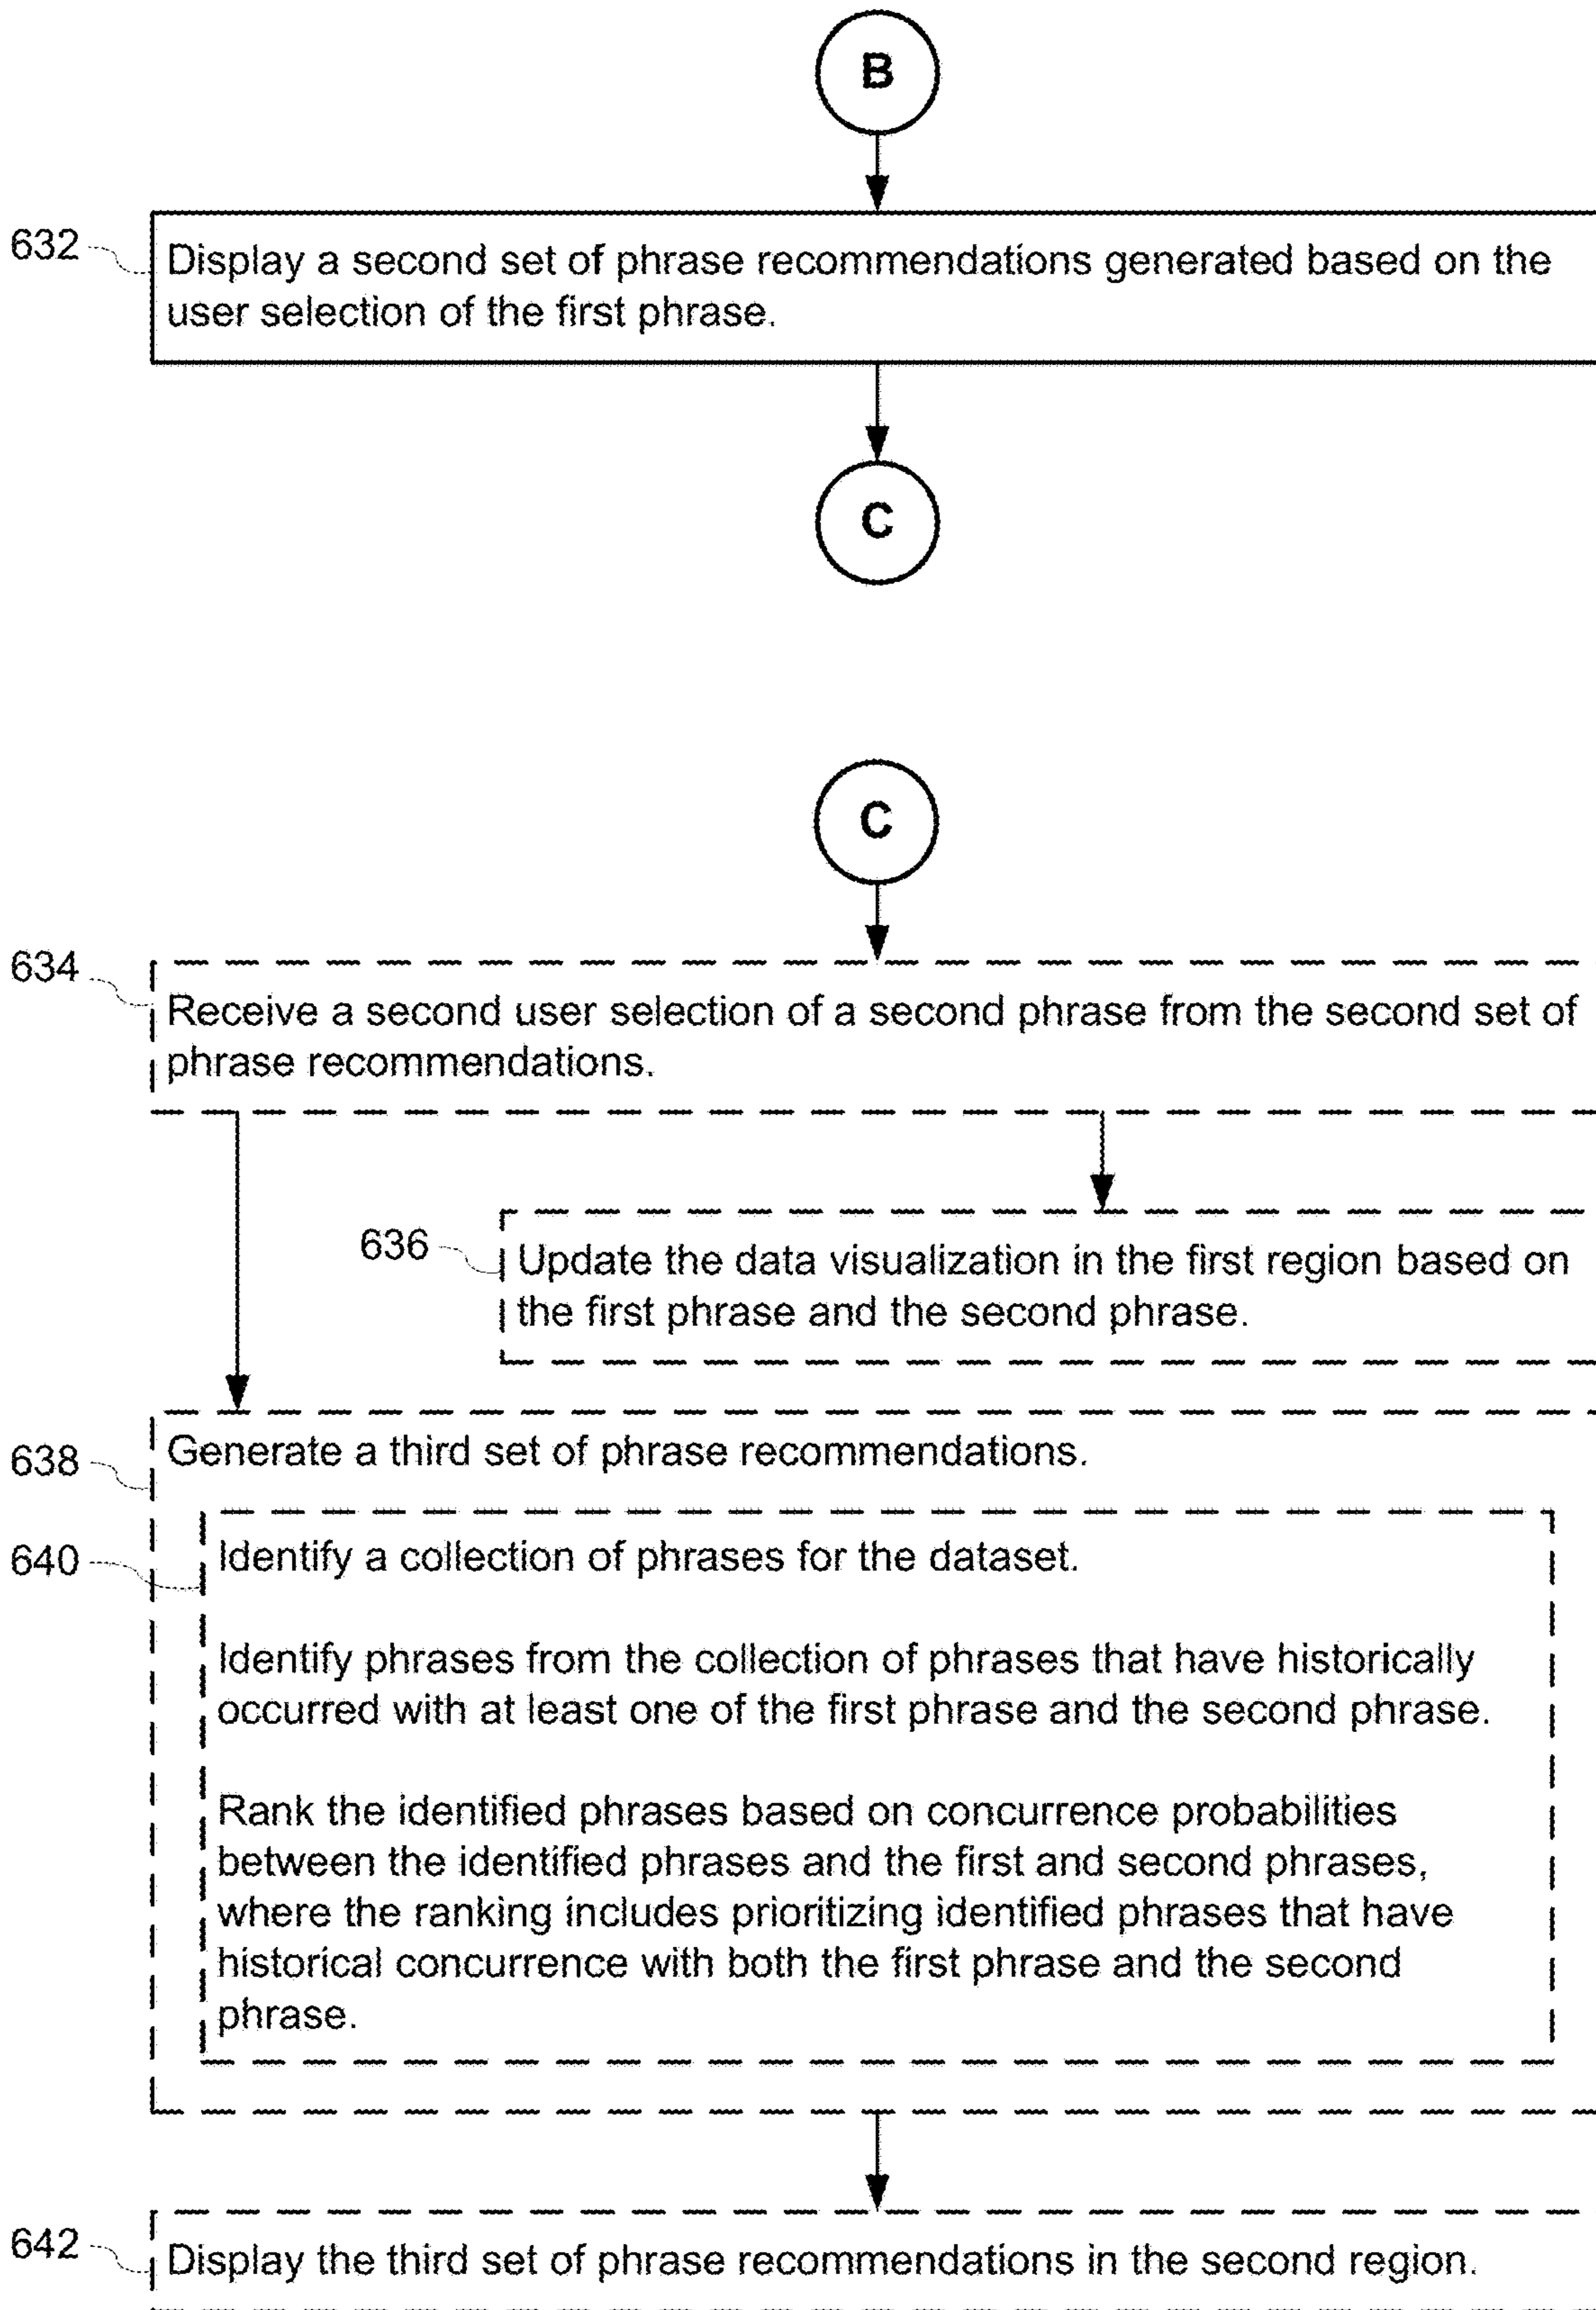 B
632
Display a second set of phrase recommendations generated based on the
user selection of the first phrase.
C
C
634
Receive a second user selection of a second phrase from the second set of
phrase recommendations.
636
Update the data visualization in the first region based on
the first phrase and the second phrase.
638
Generate a third set of phrase recommendations.
640
Identify a collection of phrases for the dataset.
Identify phrases from the collection of phrases that have historically
occurred with at least one of the first phrase and the second phrase.
Rank the identified phrases based on concurrence probabilities
between the identified phrases and the first and second phrases,
where the ranking includes prioritizing identified phrases that have
historical concurrence with both the first phrase and the second
phrase.
642
Display the third set of phrase recommendations in the second region.